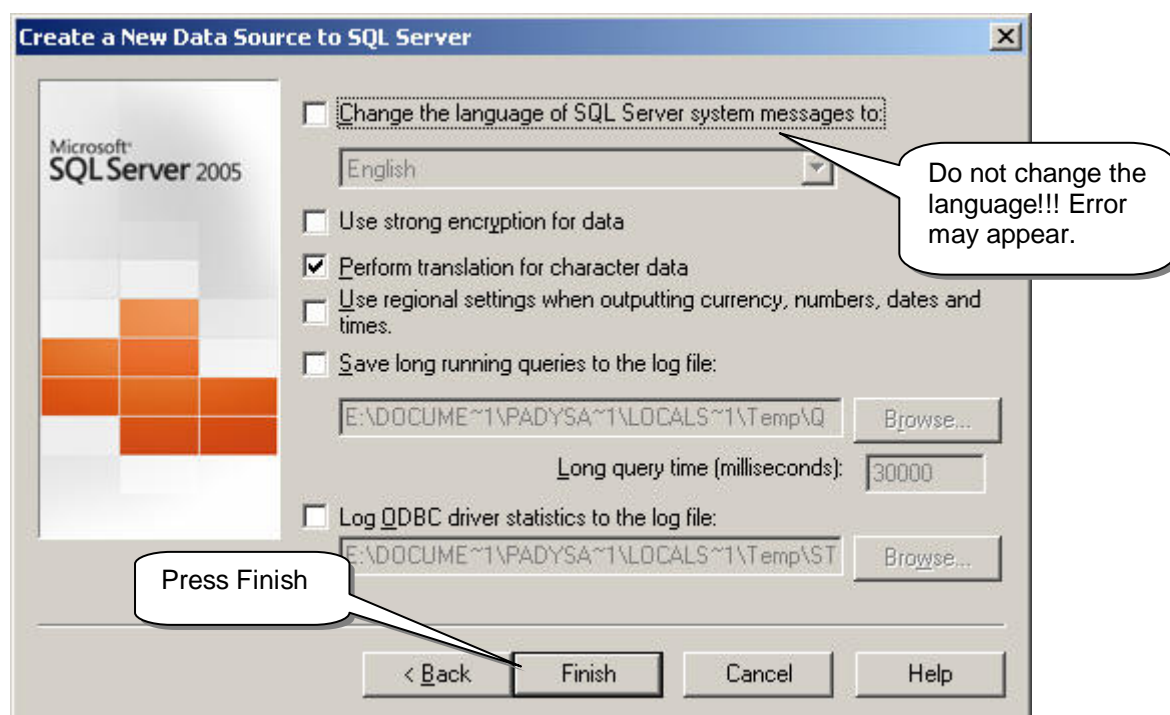 Create a New Data Source to SQL Server
Microsoft®
SQL Server 2005
Change the language of SQL Server system messages to:
English
Do not change the
language!!! Error
may appear.
Use strong encryption for data
Perform translation for character data
Use regional settings when outputting currency, numbers, dates and
times.
Save long running queries to the log file:
E:\DOCUME~1\PADYSA~1\LOCALS~1\Temp\Q
Browse...
Long query time (milliseconds):
30000
Log ODBC driver statistics to the log file:
E:\DOCUME~1\PADYSA~1\LOCALS~1\Temp\ST
Browse...
Press Finish
< Back
Finish
Cancel
Help